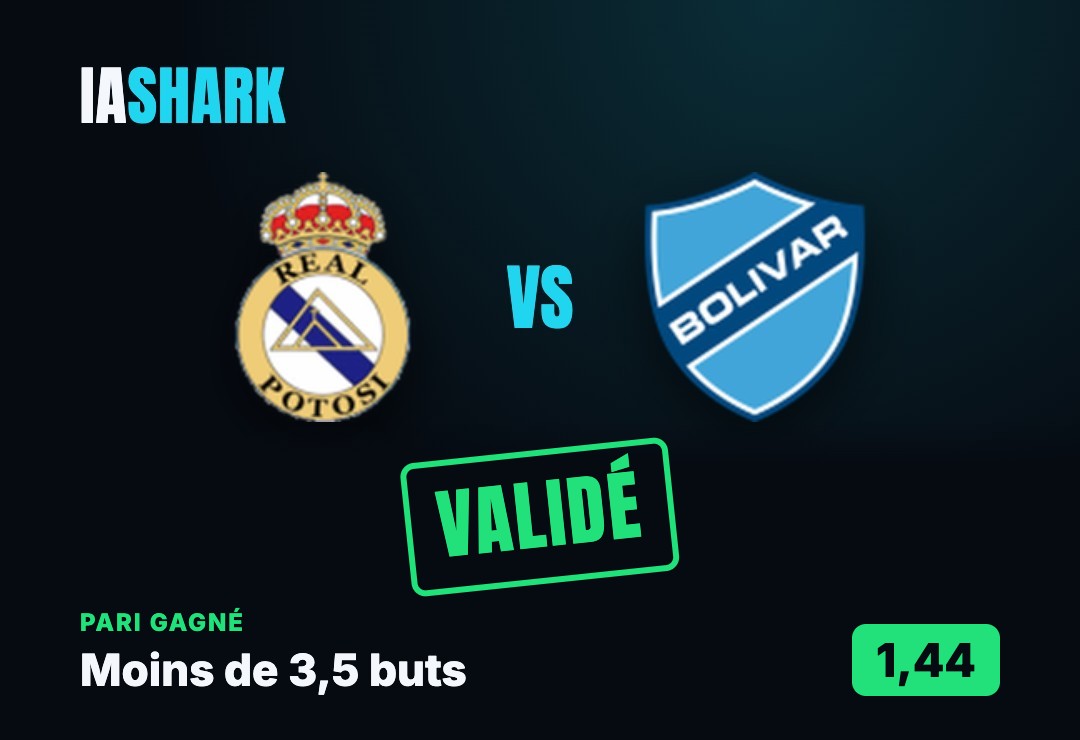 IASHARK
REAL
POTOSI
VS
BOLIVAR
VALIDÉ
PARI GAGNÉ
Moins de 3,5 buts
1,44